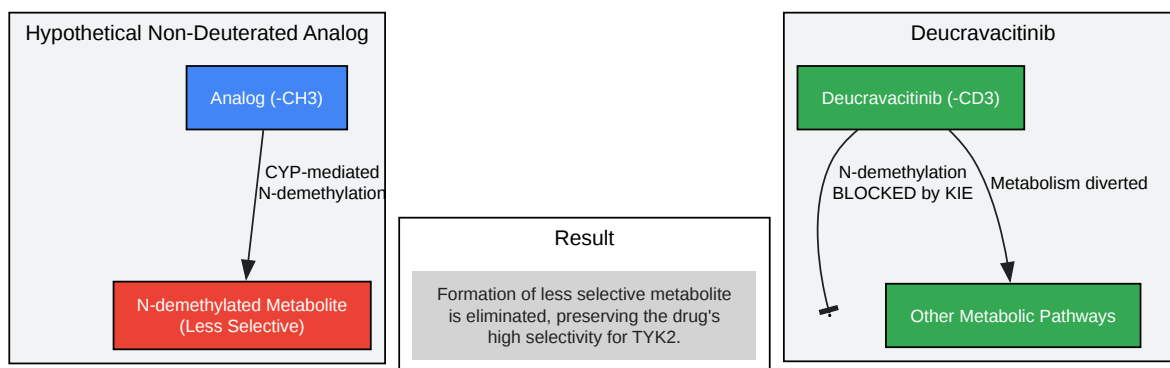 Hypothetical Non-Deuterated Analog
Analog (-CH3)
CYP-mediated
N-demethylation
N-demethylated Metabolite
(Less Selective)
Result
Formation of less selective metabolite
is eliminated, preserving the drug's
high selectivity for TYK2.
Deucravacitinib
Deucravacitinib (-CD3)
N-demethylation
BLOCKED by KIE
Metabolism diverted
Other Metabolic Pathways